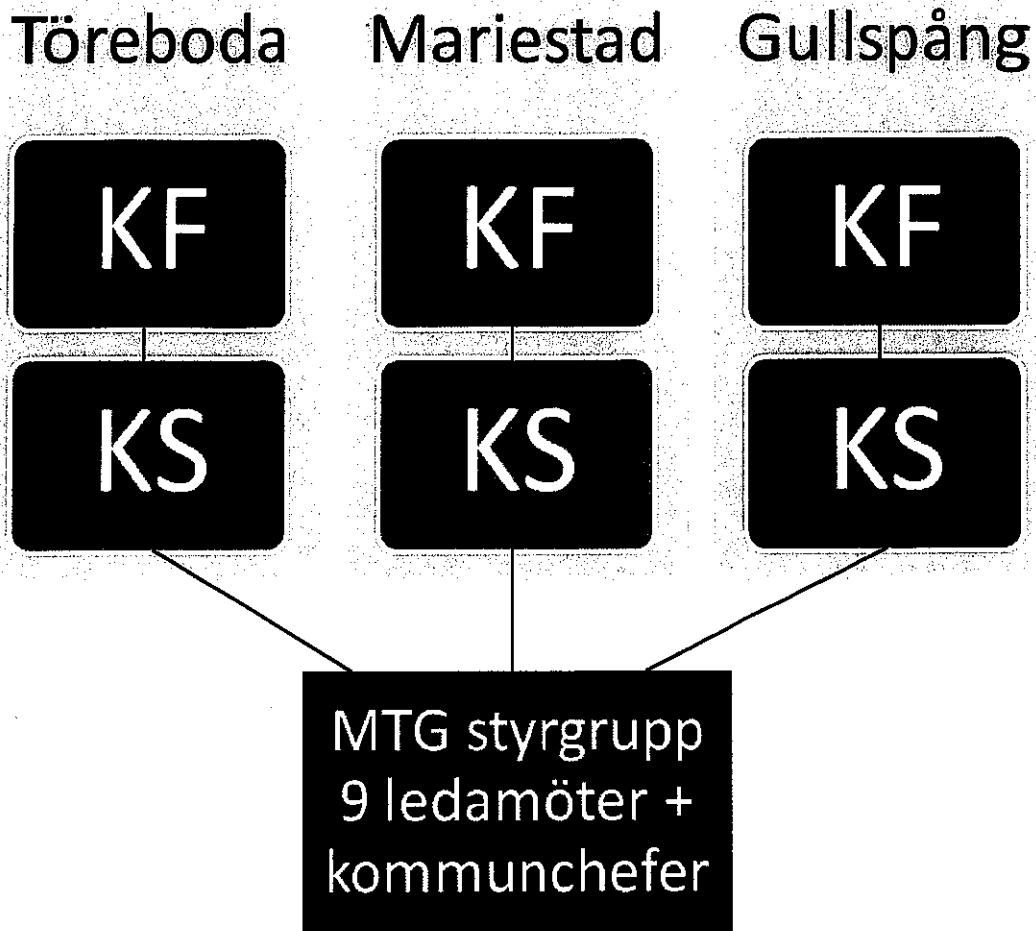 Töreboda Mariestad Gullspång
KF KF KF
KS KS KS
MTG styrgrupp
9 ledamöter +
kommunchefer